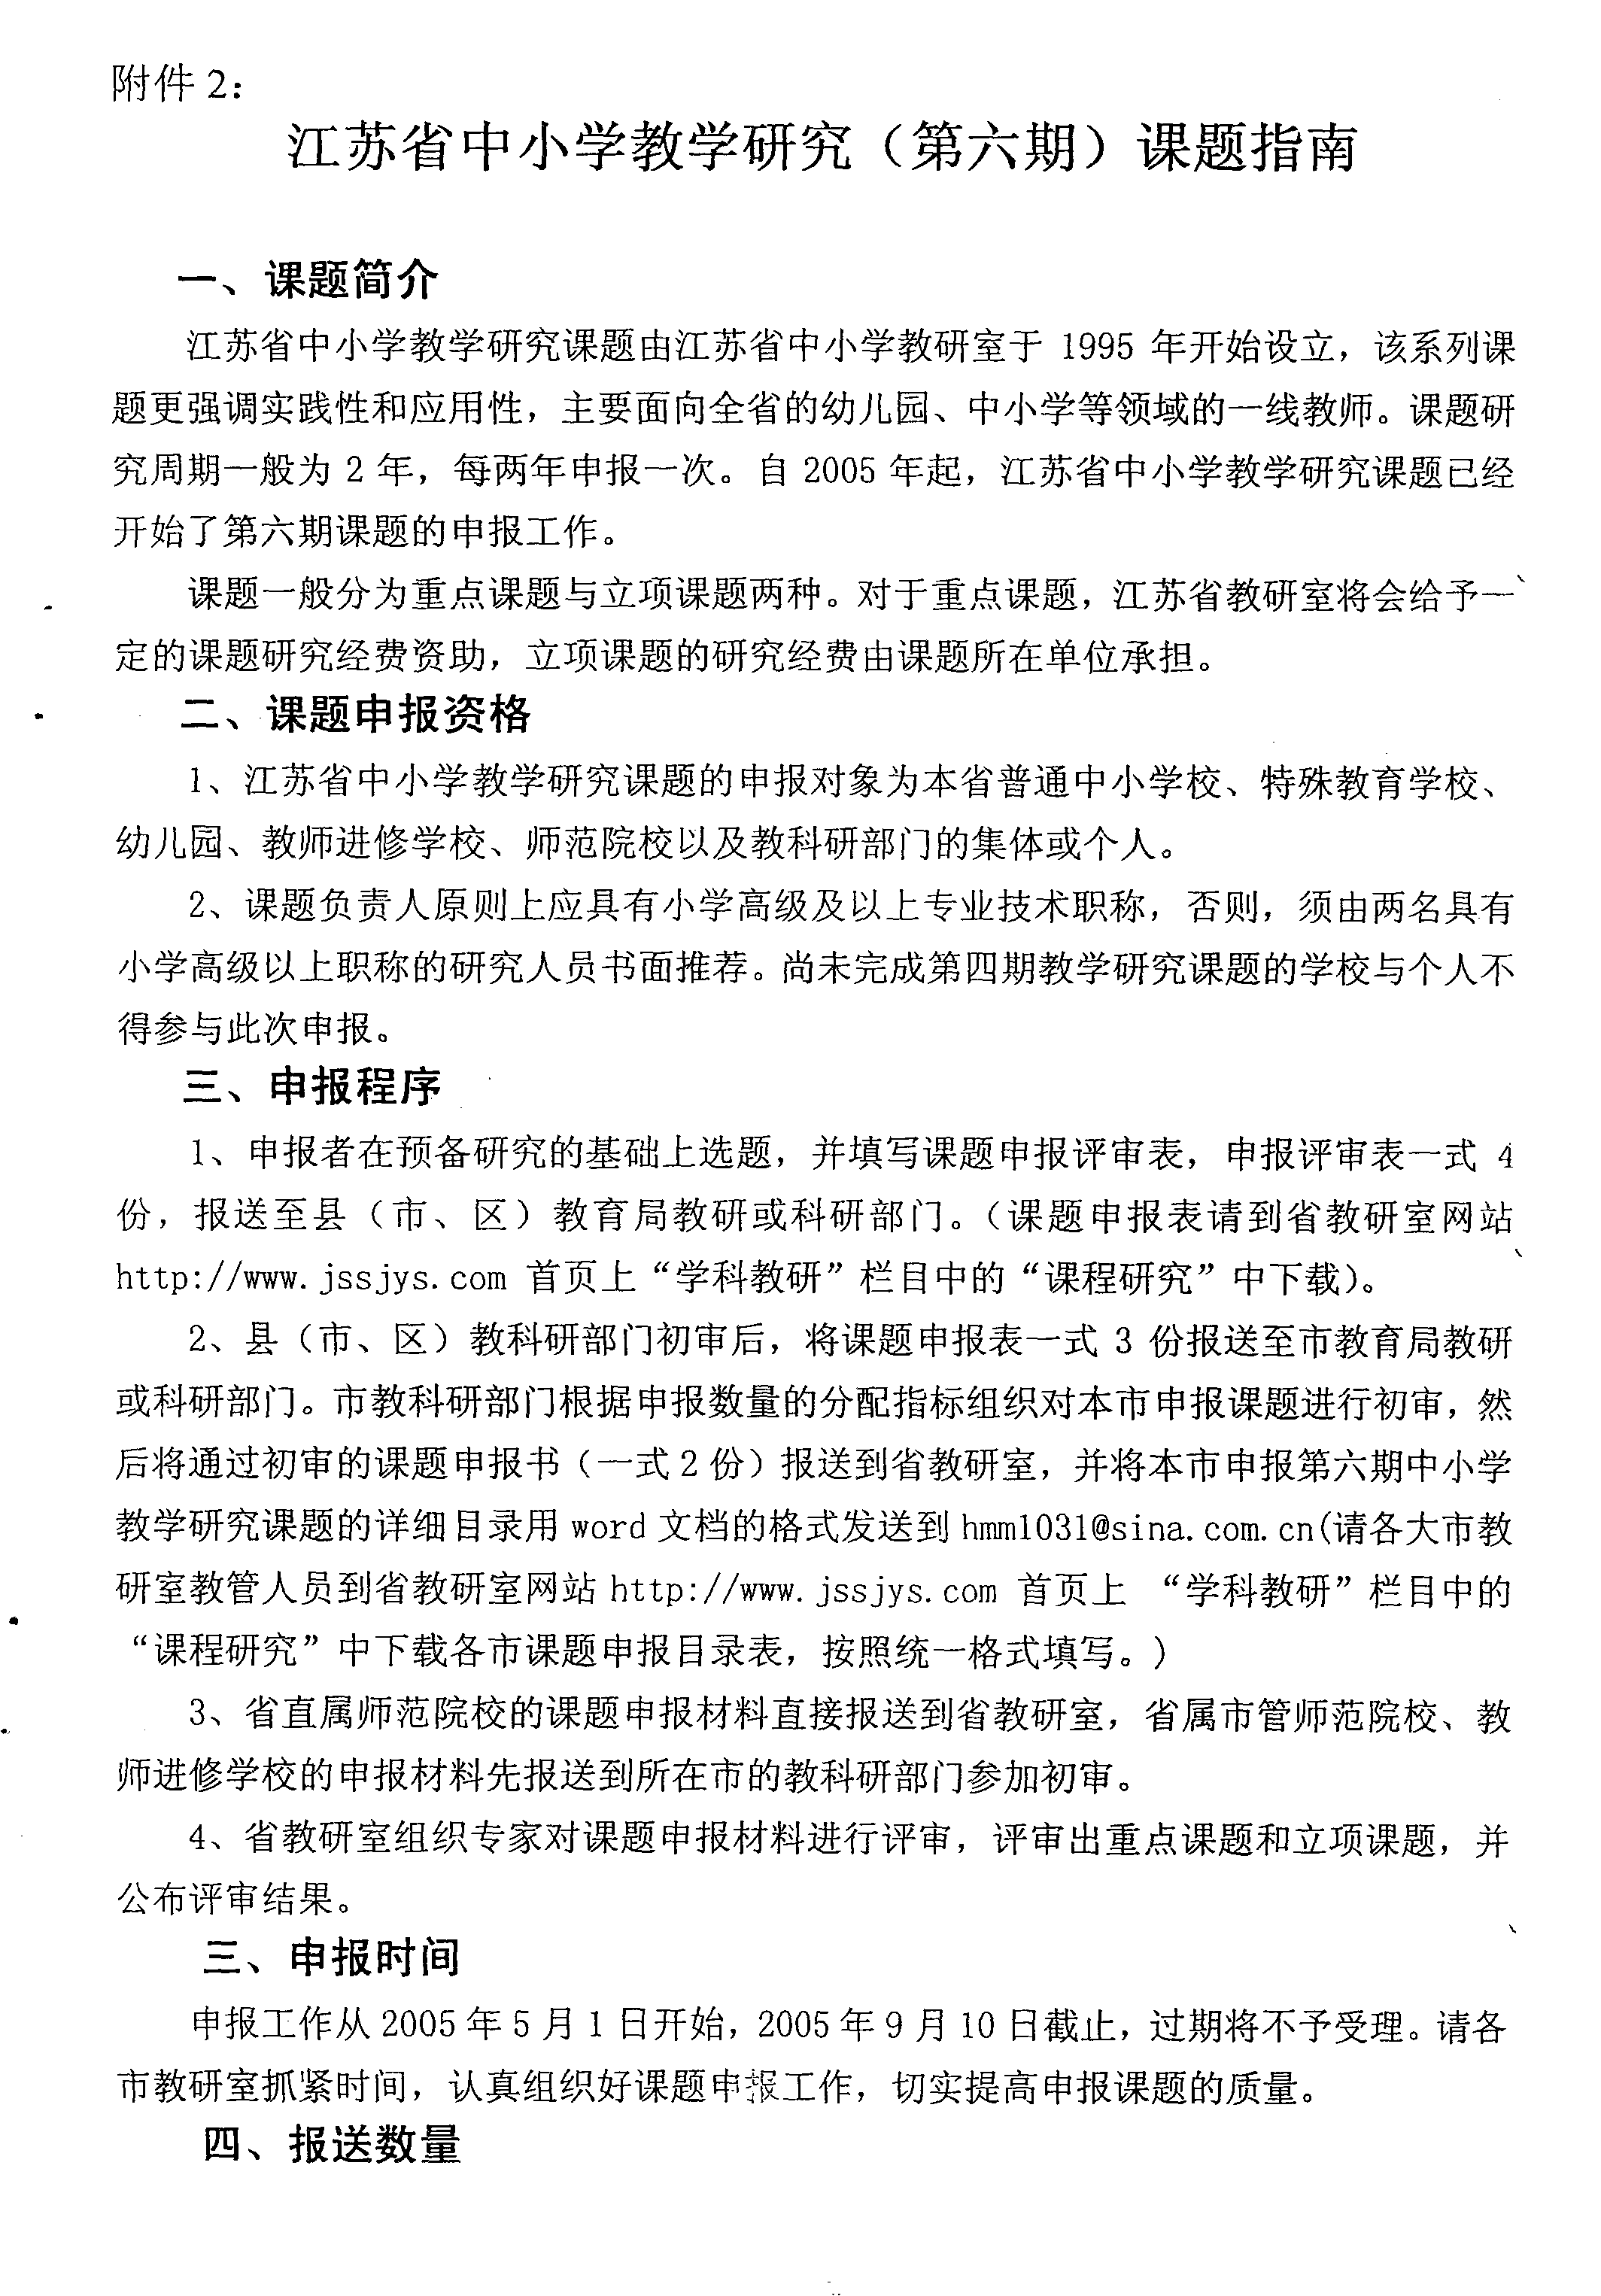 附件 2：
江苏省中小学教学研究（第六期）课题指南
一、课题简介
江苏省中小学教学研究课题由江苏省中小学教研室于 1995 年开始设立，该系列课
题更强调实践性和应用性，主要面向全省的幼儿园、中小学等领域的一线教师。课题研
究周期一般为 2 年，每两年申报一次。自 2005 年起，江苏省中小学教学研究课题已经
开始了第六期课题的申报工作。
课题一般分为重点课题与立项课题两种。对于重点课题，江苏省教研室将会给予一
定的课题研究经费资助，立项课题的研究经费由课题所在单位承担。
二、课题申报资格
1、江苏省中小学教学研究课题的申报对象为本省普通中小学校、特殊教育学校、
幼儿园、教师进修学校、师范院校以及教科研部门的集体或个人。
2、课题负责人原则上应具有小学高级及以上专业技术职称，否则，须由两名具有
小学高级以上职称的研究人员书面推荐。尚未完成第四期教学研究课题的学校与个人不
得参与此次申报。
三、申报程序
1、申报者在预备研究的基础上选题，并填写课题申报评审表，申报评审表一式 4
份，报送至县（市、区）教育局教研或科研部门。（课题申报表请到省教研室网站
http://www.jssjys.com 首页上“学科教研”栏目中的“课程研究”中下载）。
2、县（市、区）教科研部门初审后，将课题申报表一式 3 份报送至市教育局教研
或科研部门。市教科研部门根据申报数量的分配指标组织对本市申报课题进行初审，然
后将通过初审的课题申报书（一式 2 份）报送到省教研室，并将本市申报第六期中小学
教学研究课题的详细目录用 word 文档的格式发送到 hmm1031@sina.com.cn(请各大市教
研室教管人员到省教研室网站 http://www.jssjys.com 首页上 “学科教研”栏目中的
“课程研究”中下载各市课题申报目录表，按照统一格式填写。）
3、省直属师范院校的课题申报材料直接报送到省教研室，省属市管师范院校、教
师进修学校的申报材料先报送到所在市的教科研部门参加初审。
4、省教研室组织专家对课题申报材料进行评审，评审出重点课题和立项课题，并
公布评审结果。
三、申报时间
申报工作从 2005 年 5 月 1 日开始，2005 年 9 月 10 日截止，过期将不予受理。请各
市教研室抓紧时间，认真组织好课题申报工作，切实提高申报课题的质量。
四、报送数量